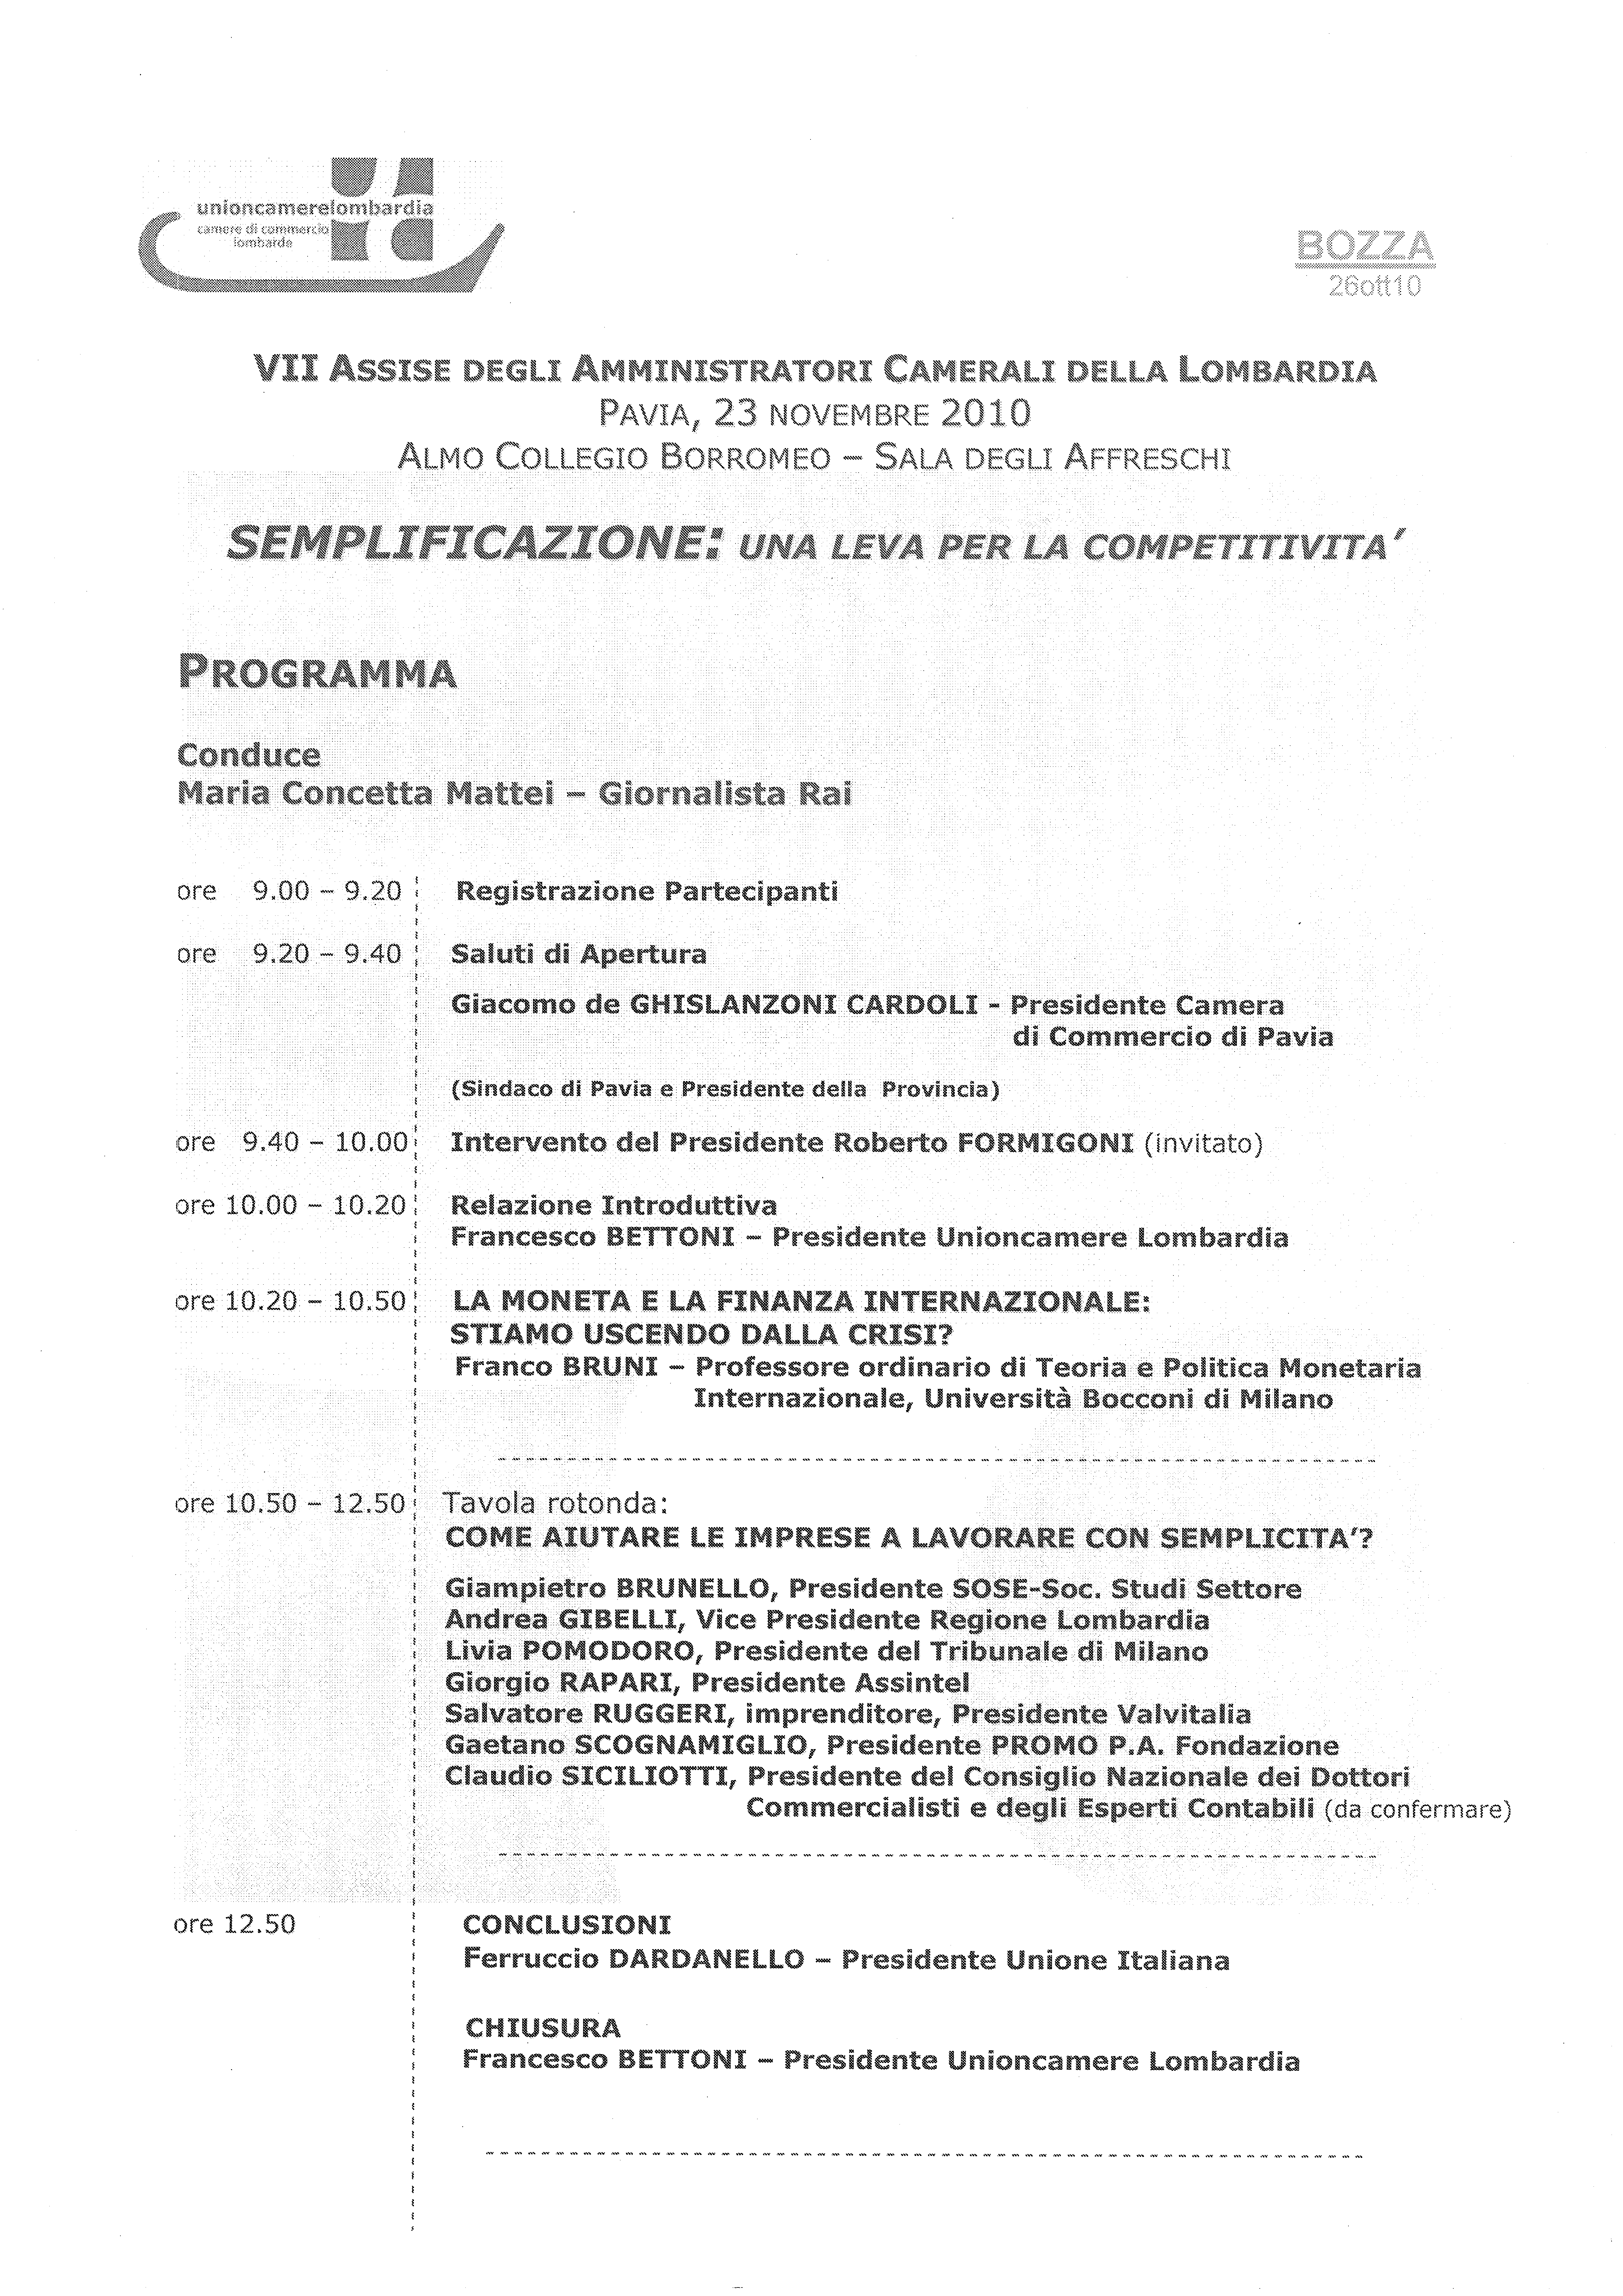 unioncamerelombardia
camere di commercio
lombarde
BOZZA
26ott10
VII ASSISE DEGLI AMMINISTRATORI CAMERALI DELLA LOMBARDIA
PAVIA, 23 NOVEMBRE 2010
ALMO COLLEGIO BORROMEO – SALA DEGLI AFFRESCHI
SEMPLIFICAZIONE: UNA LEVA PER LA COMPETITIVITA'
PROGRAMMA
Conduce
Maria Concetta Mattei – Giornalista Rai
ore 9.00 – 9.20 Registrazione Partecipanti
ore 9.20 – 9.40 Saluti di Apertura
Giacomo de GHISLANZONI CARDOLI - Presidente Camera
di Commercio di Pavia
(Sindaco di Pavia e Presidente della Provincia)
ore 9.40 – 10.00 Intervento del Presidente Roberto FORMIGONI (invitato)
ore 10.00 – 10.20 Relazione Introduttiva
Francesco BETTONI – Presidente Unioncamere Lombardia
ore 10.20 – 10.50 LA MONETA E LA FINANZA INTERNAZIONALE:
STIAMO USCENDO DALLA CRISI?
Franco BRUNI – Professore ordinario di Teoria e Politica Monetaria
Internazionale, Università Bocconi di Milano
ore 10.50 – 12.50 Tavola rotonda:
COME AIUTARE LE IMPRESE A LAVORARE CON SEMPLICITA'?
Giampietro BRUNELLO, Presidente SOSE-Soc. Studi Settore
Andrea GIBELLI, Vice Presidente Regione Lombardia
Livia POMODORO, Presidente del Tribunale di Milano
Giorgio RAPARI, Presidente Assintel
Salvatore RUGGERI, imprenditore, Presidente Valvitalia
Gaetano SCOGNAMIGLIO, Presidente PROMO P.A. Fondazione
Claudio SICILIOTTI, Presidente del Consiglio Nazionale dei Dottori
Commercialisti e degli Esperti Contabili (da confermare)
ore 12.50 CONCLUSIONI
Ferruccio DARDANELLO – Presidente Unione Italiana
CHIUSURA
Francesco BETTONI – Presidente Unioncamere Lombardia